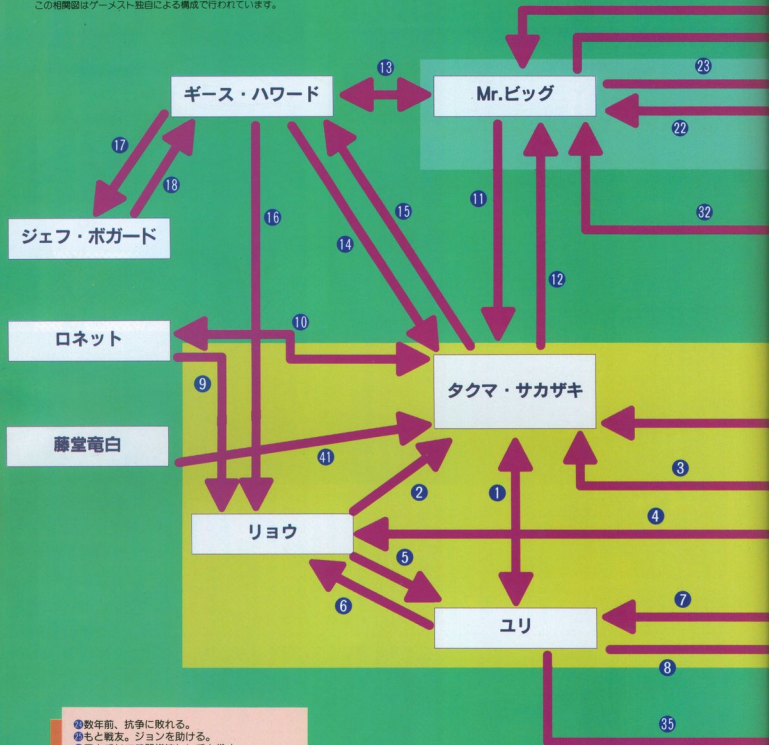 この相関図はゲーメスト独自による構成で行われています。
13
23
ギース・ハワード
Mr.ビッグ
22
17
18
11
32
16
15
ジェフ・ボガード
14
12
10
ロネット
9
タクマ・サカザキ
藤堂竜白
41
3
2
1
4
リョウ
5
6
7
ユリ
8
35
24数年前、抗争に敗れる。
25もと戦友。ジョンを助ける。